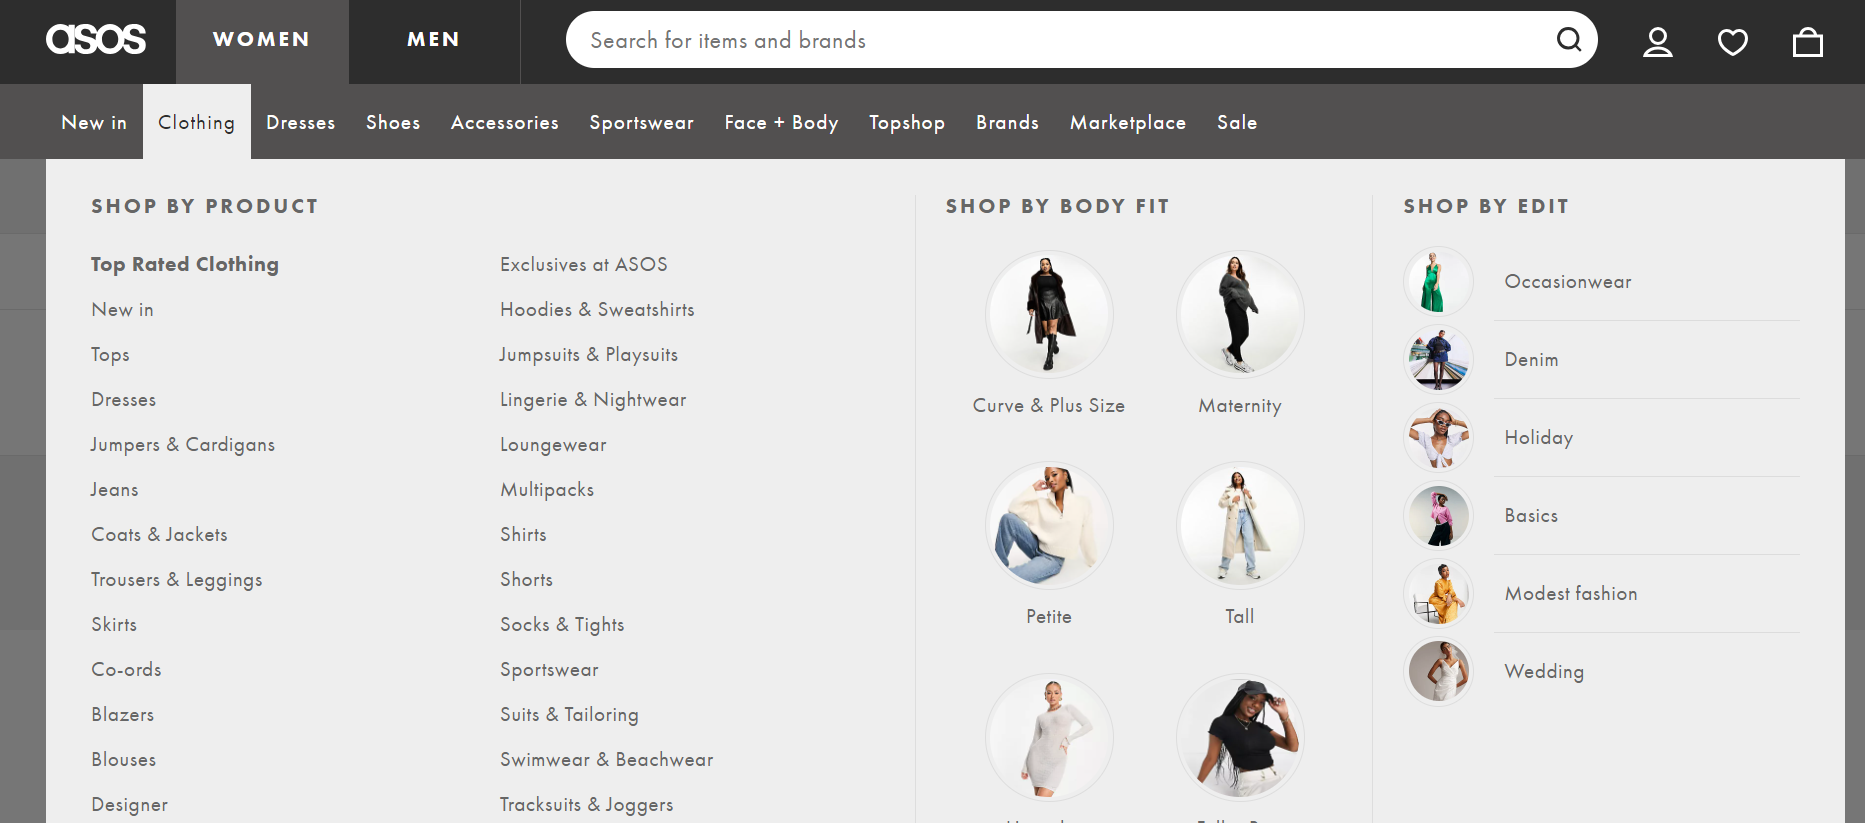 asos
WOMEN
MEN
Search for items and brands
New in
Clothing
Dresses
Shoes
Accessories
Sportswear
Face + Body
Topshop
Brands
Marketplace
Sale
SHOP BY PRODUCT
Top Rated Clothing
New in
Tops
Dresses
Jumpers & Cardigans
Jeans
Coats & Jackets
Trousers & Leggings
Skirts
Co-ords
Blazers
Blouses
Designer
Exclusives at ASOS
Hoodies & Sweatshirts
Jumpsuits & Playsuits
Lingerie & Nightwear
Loungewear
Multipacks
Shirts
Shorts
Socks & Tights
Sportswear
Suits & Tailoring
Swimwear & Beachwear
Tracksuits & Joggers
SHOP BY BODY FIT
Curve & Plus Size
Maternity
Petite
Tall
SHOP BY EDIT
Occasionwear
Denim
Holiday
Basics
Modest fashion
Wedding